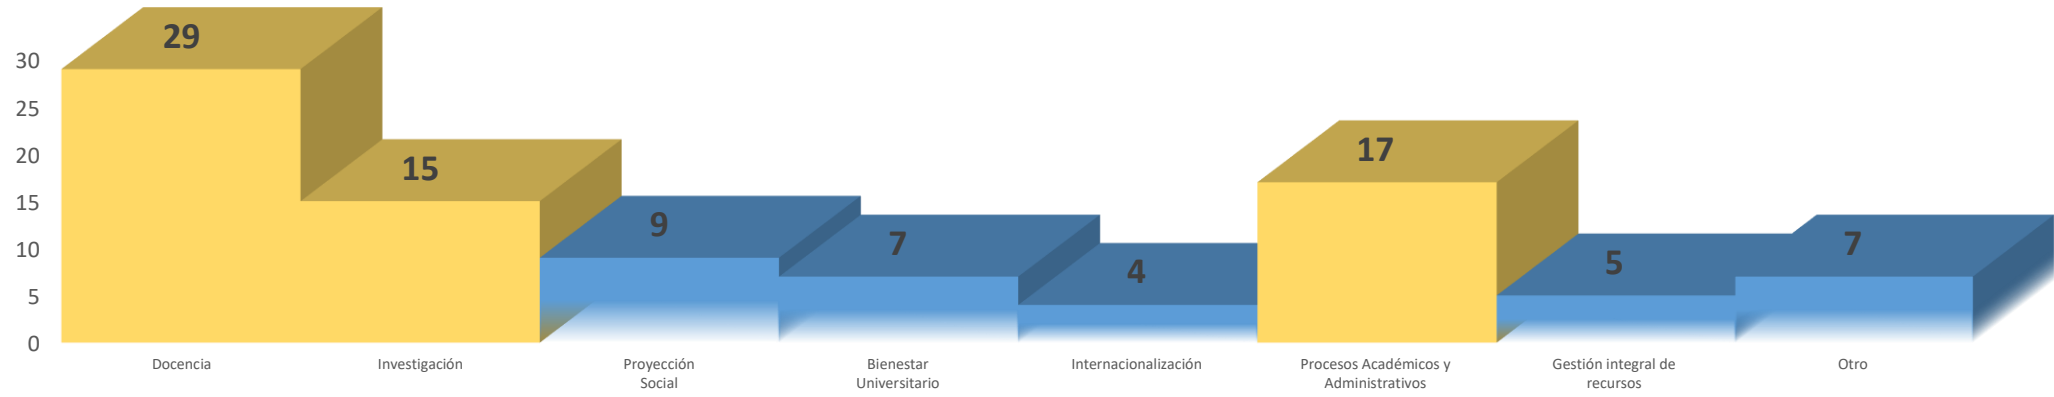 29
30
25
17
20
15
15
9
7
7
10
4
5
5
0
Docencia
Investigación
Proyección
Social
Bienestar
Universitario
Internacionalización
Procesos Académicos y
Administrativos
Gestión integral de
recursos
Otro